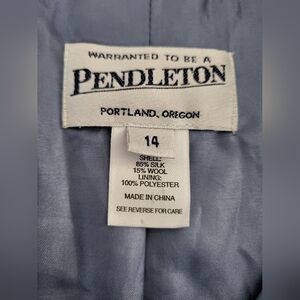 WARRANTED TO BE A
PENDLETON
PORTLAND, OREGON
14
SHELL:
85% SILK
15% WOOL
LINING:
100% POLYESTER
MADE IN CHINA
SEE REVERSE FOR CARE